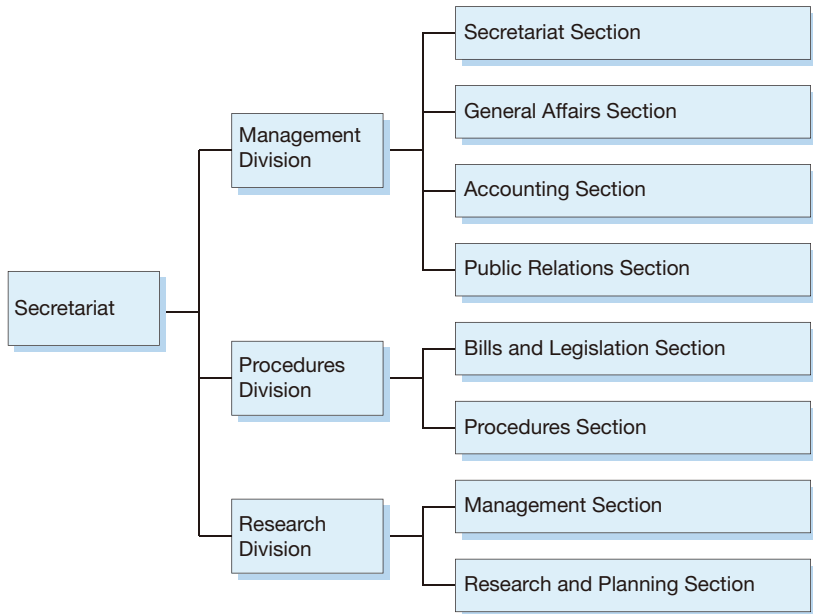 Secretariat
Management
Division
Secretariat Section
General Affairs Section
Accounting Section
Public Relations Section
Procedures
Division
Bills and Legislation Section
Procedures Section
Research
Division
Management Section
Research and Planning Section